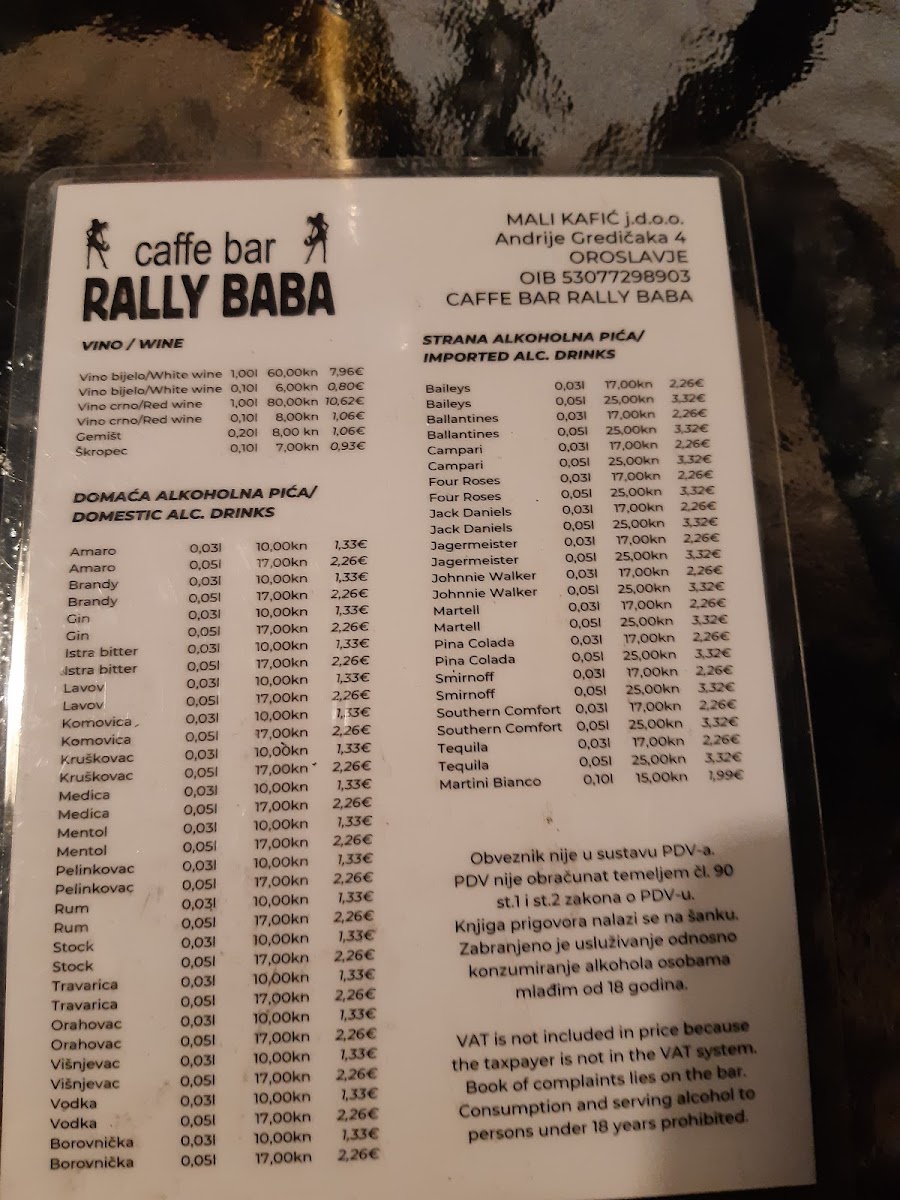 caffe bar
RALLY BABA
MALI KAFIĆ j.d.o.o.
Andrije Gredičaka 4
OROSLAVJE
OIB 53077298903
CAFFE BAR RALLY BABA
VINO / WINE
Vino bijelo/White wine 1,00l 60,00kn 7,96€
Vino bijelo/White wine 0,10l 6,00kn 0,80€
Vino crno/Red wine 1,00l 80,00kn 10,62€
Vino crno/Red wine 0,10l 8,00kn 1,06€
Gemišt 0,20l 8,00 kn 1,06€
Škropec 0,10l 7,00kn 0,93€
DOMAĆA ALKOHOLNA PIĆA/
DOMESTIC ALC. DRINKS
Amaro 0,03l 10,00kn 1,33€
Amaro 0,05l 17,00kn 2,26€
Brandy 0,03l 10,00kn 1,33€
Brandy 0,05l 17,00kn 2,26€
Gin 0,03l 10,00kn 1,33€
Gin 0,05l 17,00kn 2,26€
Istra bitter 0,03l 10,00kn 1,33€
Istra bitter 0,05l 17,00kn 2,26€
Lavov 0,03l 10,00kn 1,33€
Lavov 0,05l 17,00kn 2,26€
Komovica 0,03l 10,00kn 1,33€
Komovica 0,05l 17,00kn 2,26€
Kruškovac 0,03l 10,00kn 1,33€
Kruškovac 0,05l 17,00kn 2,26€
Medica 0,03l 10,00kn 1,33€
Medica 0,05l 17,00kn 2,26€
Mentol 0,03l 10,00kn 1,33€
Mentol 0,05l 17,00kn 2,26€
Pelinkovac 0,03l 10,00kn 1,33€
Pelinkovac 0,05l 17,00kn 2,26€
Rum 0,03l 10,00kn 1,33€
Rum 0,05l 17,00kn 2,26€
Stock 0,03l 10,00kn 1,33€
Stock 0,05l 17,00kn 2,26€
Travarica 0,03l 10,00kn 1,33€
Travarica 0,05l 17,00kn 2,26€
Orahovac 0,03l 10,00kn 1,33€
Orahovac 0,05l 17,00kn 2,26€
Višnjevac 0,03l 10,00kn 1,33€
Višnjevac 0,05l 17,00kn 2,26€
Vodka 0,03l 10,00kn 1,33€
Vodka 0,05l 17,00kn 2,26€
Borovnička 0,03l 10,00kn 1,33€
Borovnička 0,05l 17,00kn 2,26€
STRANA ALKOHOLNA PIĆA/
IMPORTED ALC. DRINKS
Baileys 0,03l 17,00kn 2,26€
Baileys 0,05l 25,00kn 3,32€
Ballantines 0,03l 17,00kn 2,26€
Ballantines 0,05l 25,00kn 3,32€
Campari 0,03l 17,00kn 2,26€
Campari 0,05l 25,00kn 3,32€
Four Roses 0,03l 17,00kn 2,26€
Four Roses 0,05l 25,00kn 3,32€
Jack Daniels 0,03l 17,00kn 2,26€
Jack Daniels 0,05l 25,00kn 3,32€
Jagermeister 0,03l 17,00kn 2,26€
Jagermeister 0,05l 25,00kn 3,32€
Johnnie Walker 0,03l 17,00kn 2,26€
Johnnie Walker 0,05l 25,00kn 3,32€
Martell 0,03l 17,00kn 2,26€
Martell 0,05l 25,00kn 3,32€
Pina Colada 0,03l 17,00kn 2,26€
Pina Colada 0,05l 25,00kn 3,32€
Smirnoff 0,03l 17,00kn 2,26€
Smirnoff 0,05l 25,00kn 3,32€
Southern Comfort 0,03l 17,00kn 2,26€
Southern Comfort 0,05l 25,00kn 3,32€
Tequila 0,03l 17,00kn 2,26€
Tequila 0,05l 25,00kn 3,32€
Martini Bianco 0,10l 15,00kn 1,99€
Obveznik nije u sustavu PDV-a.
PDV nije obračunat temeljem čl. 90
st.1 i st.2 zakona o PDV-u.
Knjiga prigovora nalazi se na šanku.
Zabranjeno je usluživanje odnosno
konzumiranje alkohola osobama
mlađim od 18 godina.
VAT is not included in price because
the taxpayer is not in the VAT system.
Book of complaints lies on the bar.
Consumption and serving alcohol to
persons under 18 years prohibited.